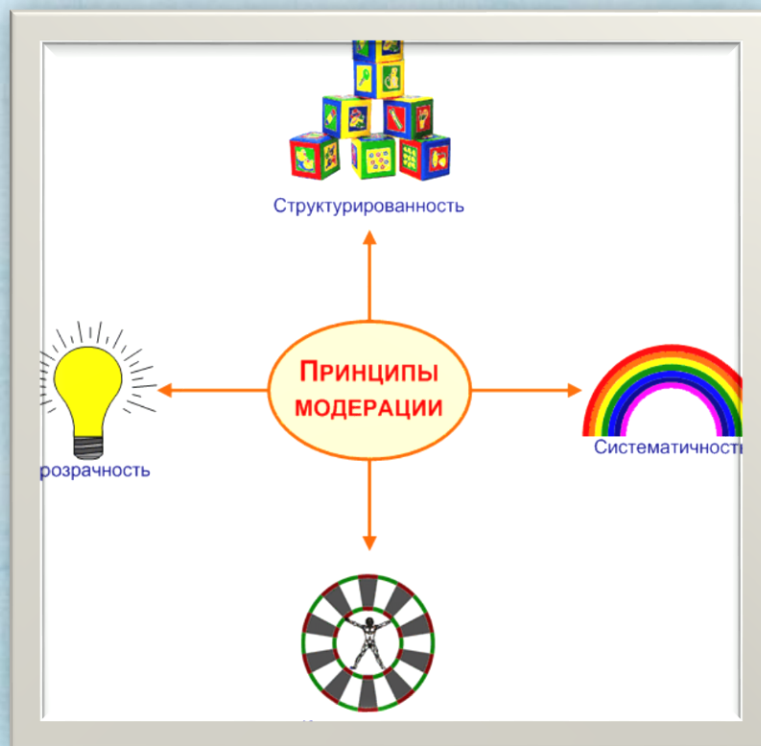 Структурированность
ПРИНЦИПЫ
МОДЕРАЦИИ
Систематичност
розрачность